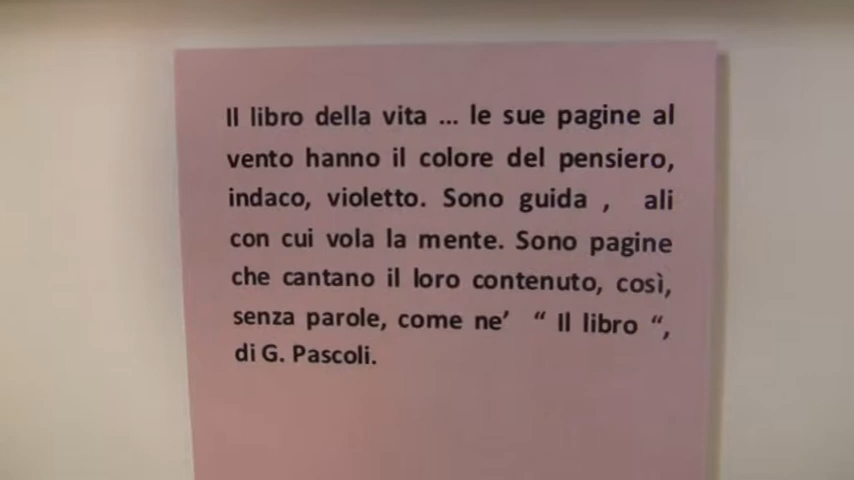 Il libro della vita ... le sue pagine al
vento hanno il colore del pensiero,
indaco, violetto. Sono guida , ali
con cui vola la mente. Sono pagine
che cantano il loro contenuto, così,
senza parole, come ne’ “ Il libro “,
di G. Pascoli.